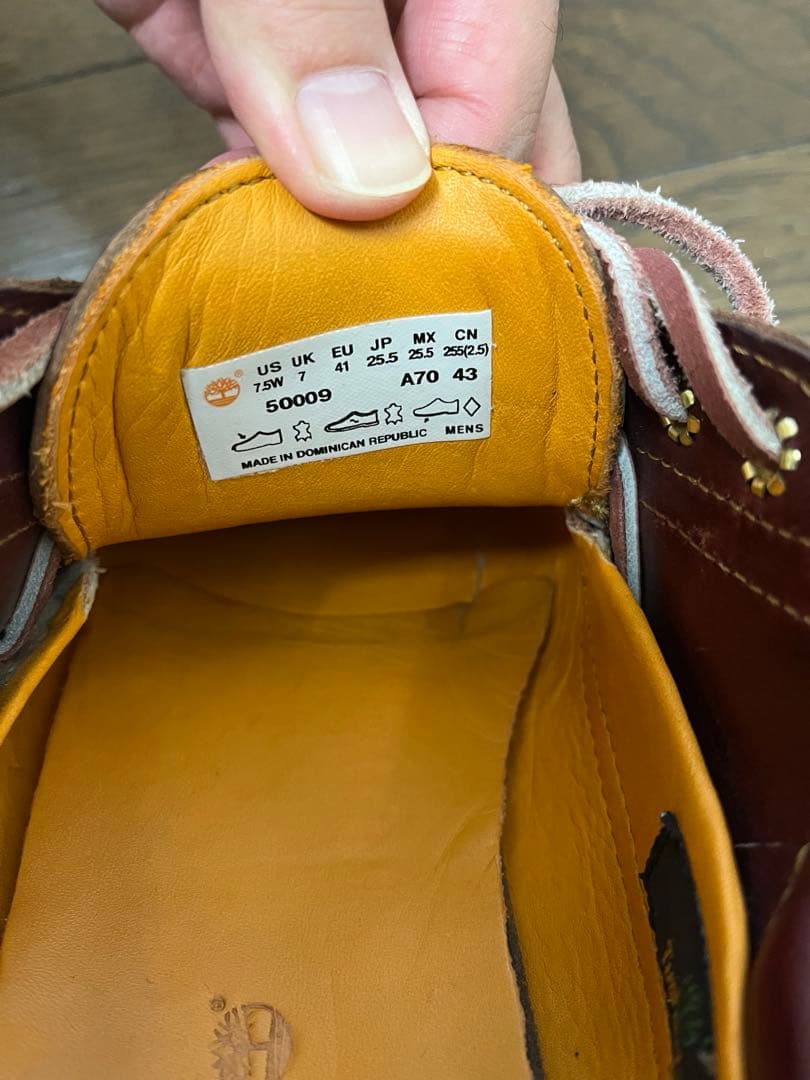 US UK EU JP MX CN
7.5W 7 41 25.5 25.5 255(2.5)
50009 A70 43
MADE IN DOMINICAN REPUBLIC MENS
®